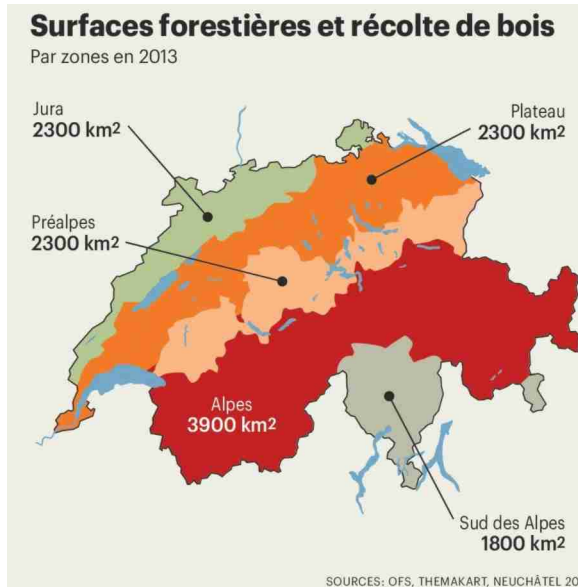 Surfaces forestières et récolte de bois
Par zones en 2013
Jura
2300 km²
Plateau
2300 km²
Préalpes
2300 km²
Alpes
3900 km²
Sud des Alpes
1800 km²
SOURCES: OFS, THEMAKART, NEUCHÂTEL 20